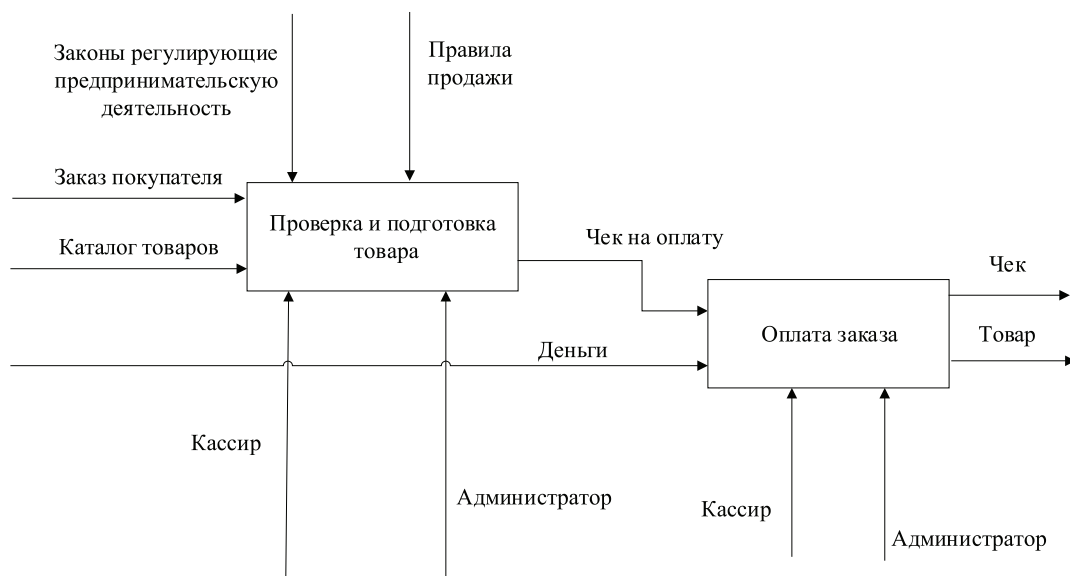 Законы регулирующие
предпринимательскую
деятельность
Правила
продажи
Заказ покупателя
Каталог товаров
Проверка и подготовка
товара
Чек на оплату
Чек
Товар
Оплата заказа
Деньги
Кассир
Администратор
Кассир
Администратор